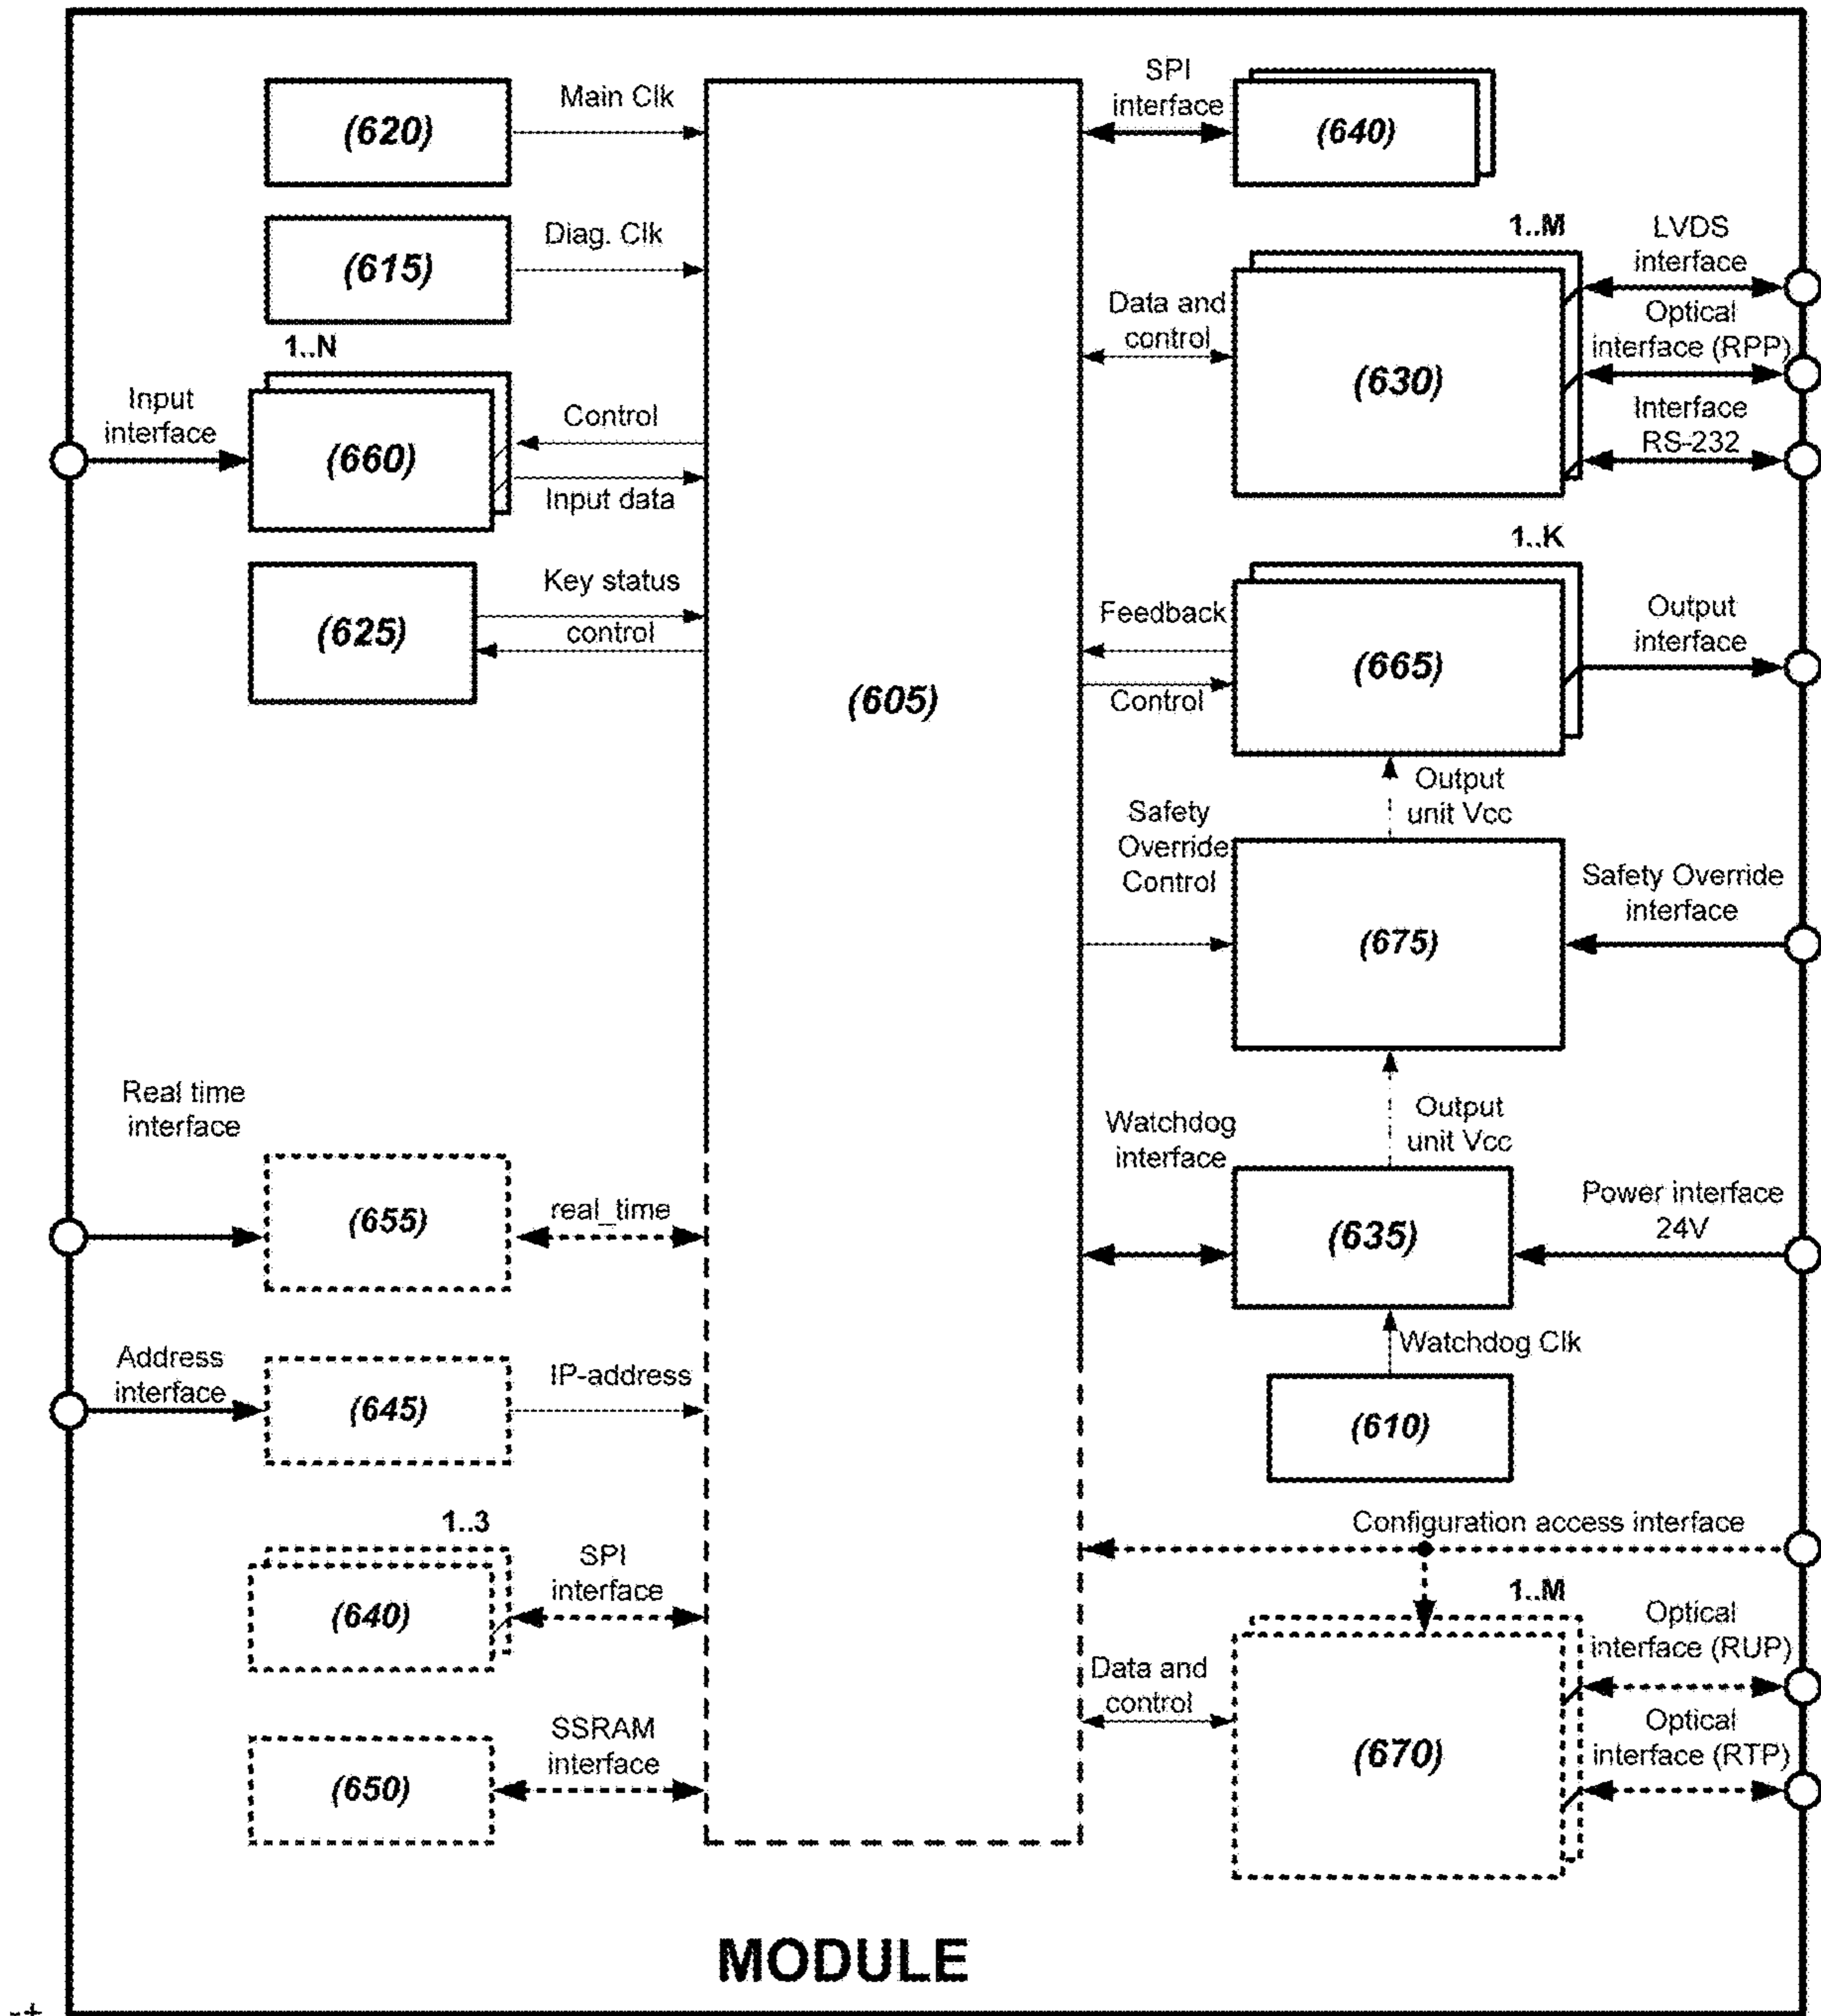 Main Clk
(620)
Diag. Clk
(615)
1..N
Input
interface
(660)
Control
Input data
Key status
control
(625)
(605)
SPI
interface
(640)
1..M
LVDS
interface
Data and
control
(630)
Optical
interface (RPP)
Interface
RS-232
1..K
Feedback
Control
(665)
Output
interface
Output
unit Vcc
Safety
Override
Control
(675)
Safety Override
interface
Output
unit Vcc
Real time
interface
(655)
real_time
Watchdog
interface
(635)
Power interface
24V
Watchdog Clk
(610)
Address
interface
(645)
IP-address
Configuration access interface
1..3
(640)
SPI
interface
1..M
Data and
control
(670)
Optical
interface (RUP)
Optical
interface (RTP)
(650)
SSRAM
interface
MODULE
-+